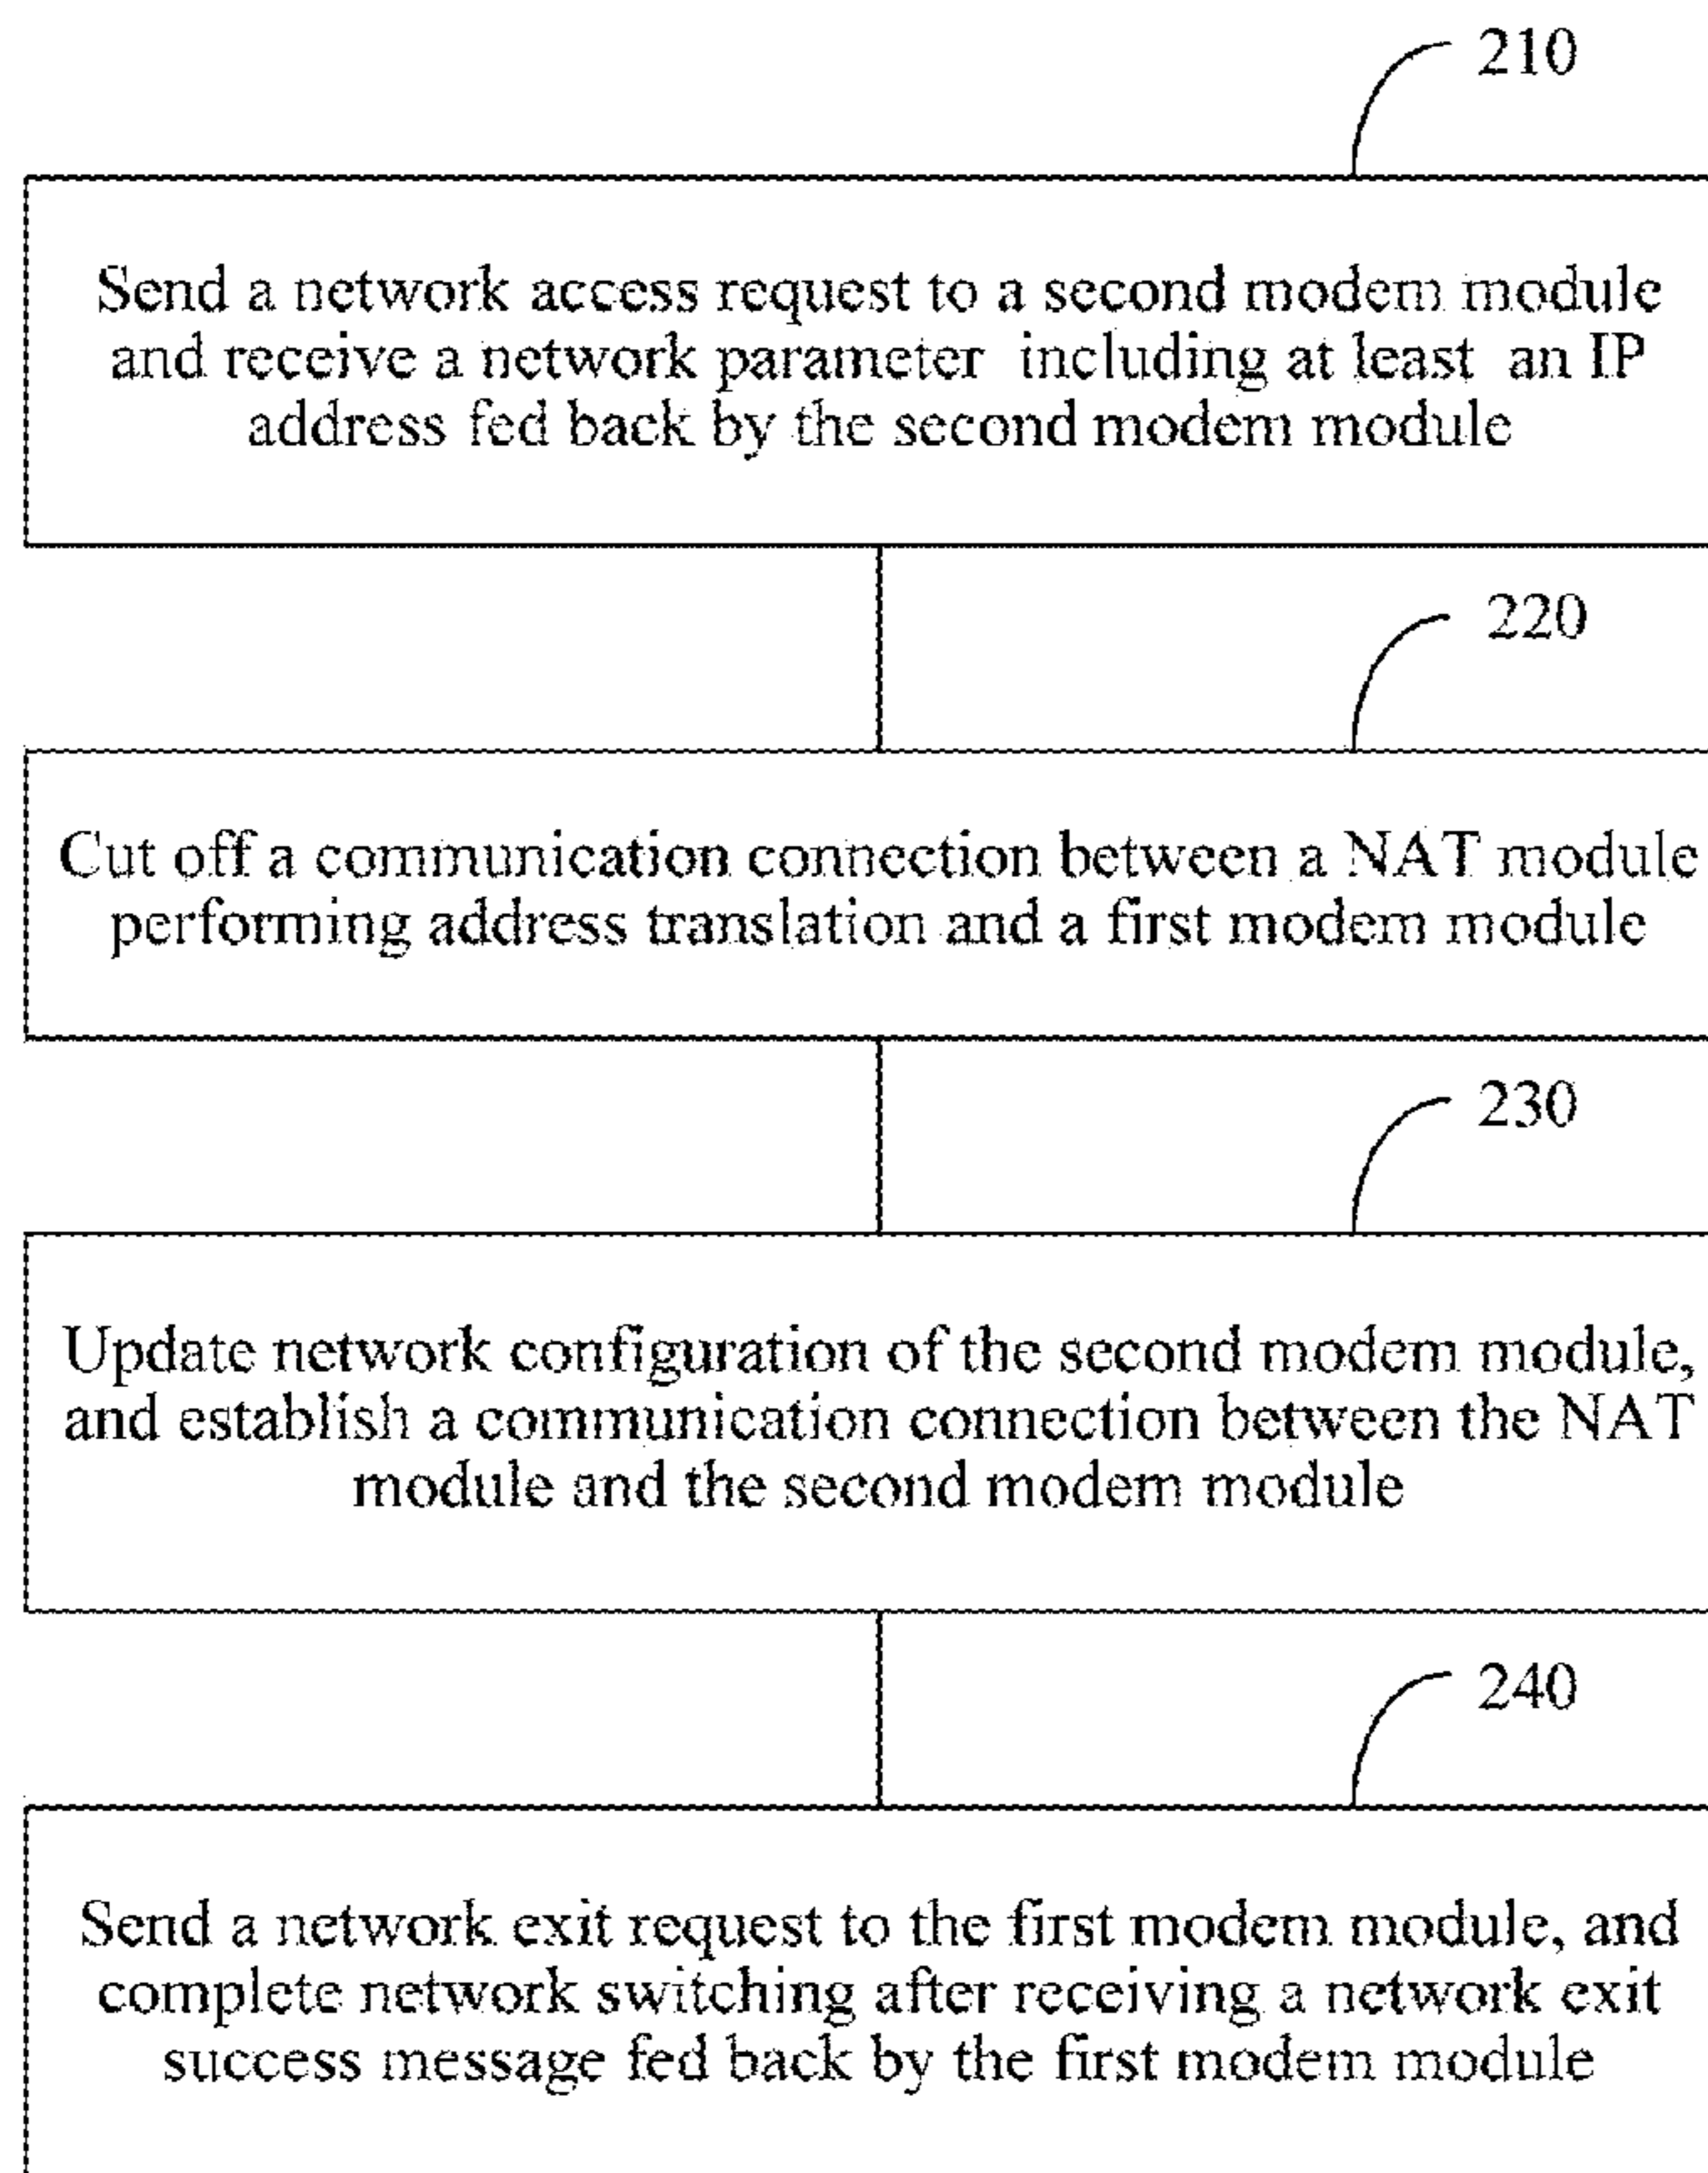 210
Send a network access request to a second modem module
and receive a network parameter including at least an IP
address fed back by the second modem module
220
Cut off a communication connection between a NAT module
performing address translation and a first modem module
230
Update network configuration of the second modem module,
and establish a communication connection between the NAT
module and the second modem module
240
Send a network exit request to the first modem module, and
complete network switching after receiving a network exit
success message fed back by the first modem module